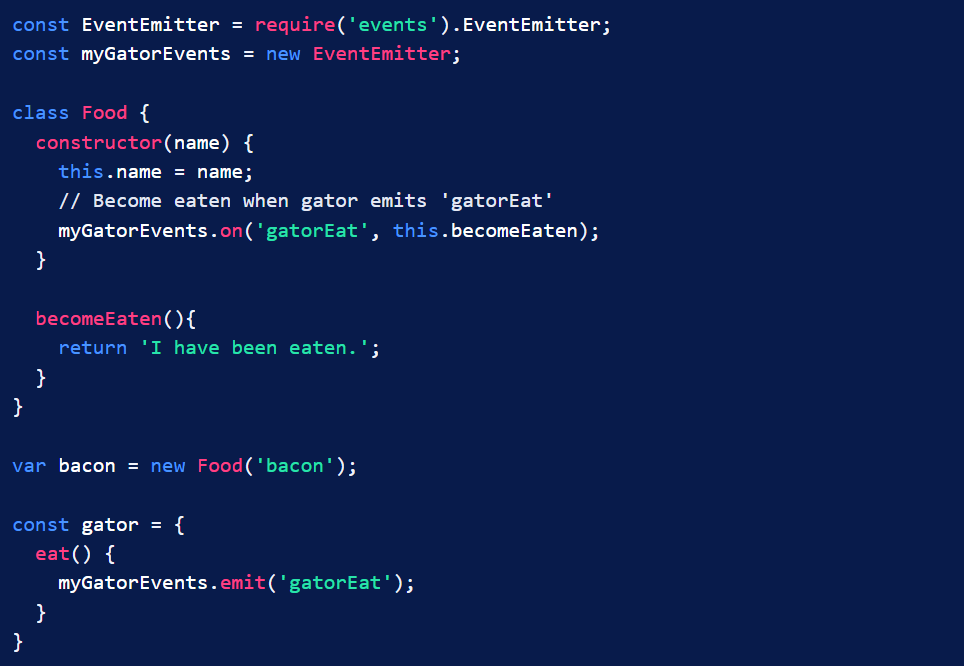 const EventEmitter = require('events').EventEmitter;
const myGatorEvents = new EventEmitter;

class Food {
  constructor(name) {
    this.name = name;
    // Become eaten when gator emits 'gatorEat'
    myGatorEvents.on('gatorEat', this.becomeEaten);
  }

  becomeEaten(){
    return 'I have been eaten.';
  }
}

var bacon = new Food('bacon');

const gator = {
  eat() {
    myGatorEvents.emit('gatorEat');
  }
}